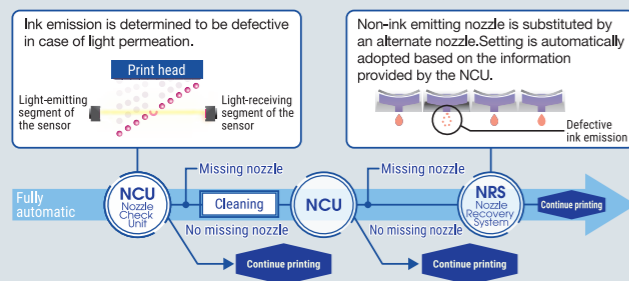 Ink emission is determined to be defective
in case of light permeation.
Print head
Light-emitting
segment of
the sensor
Light-receiving
segment of the
sensor
Non-ink emitting nozzle is substituted by
an alternate nozzle.Setting is automatically
adopted based on the information
provided by the NCU.
Defective
ink emission
Fully
automatic
NCU
Nozzle
Check
Unit
Missing nozzle
Cleaning
No missing nozzle
Continue printing
NCU
Missing nozzle
No missing nozzle
Continue printing
NRS
Nozzle
Recovery
System
Continue printing